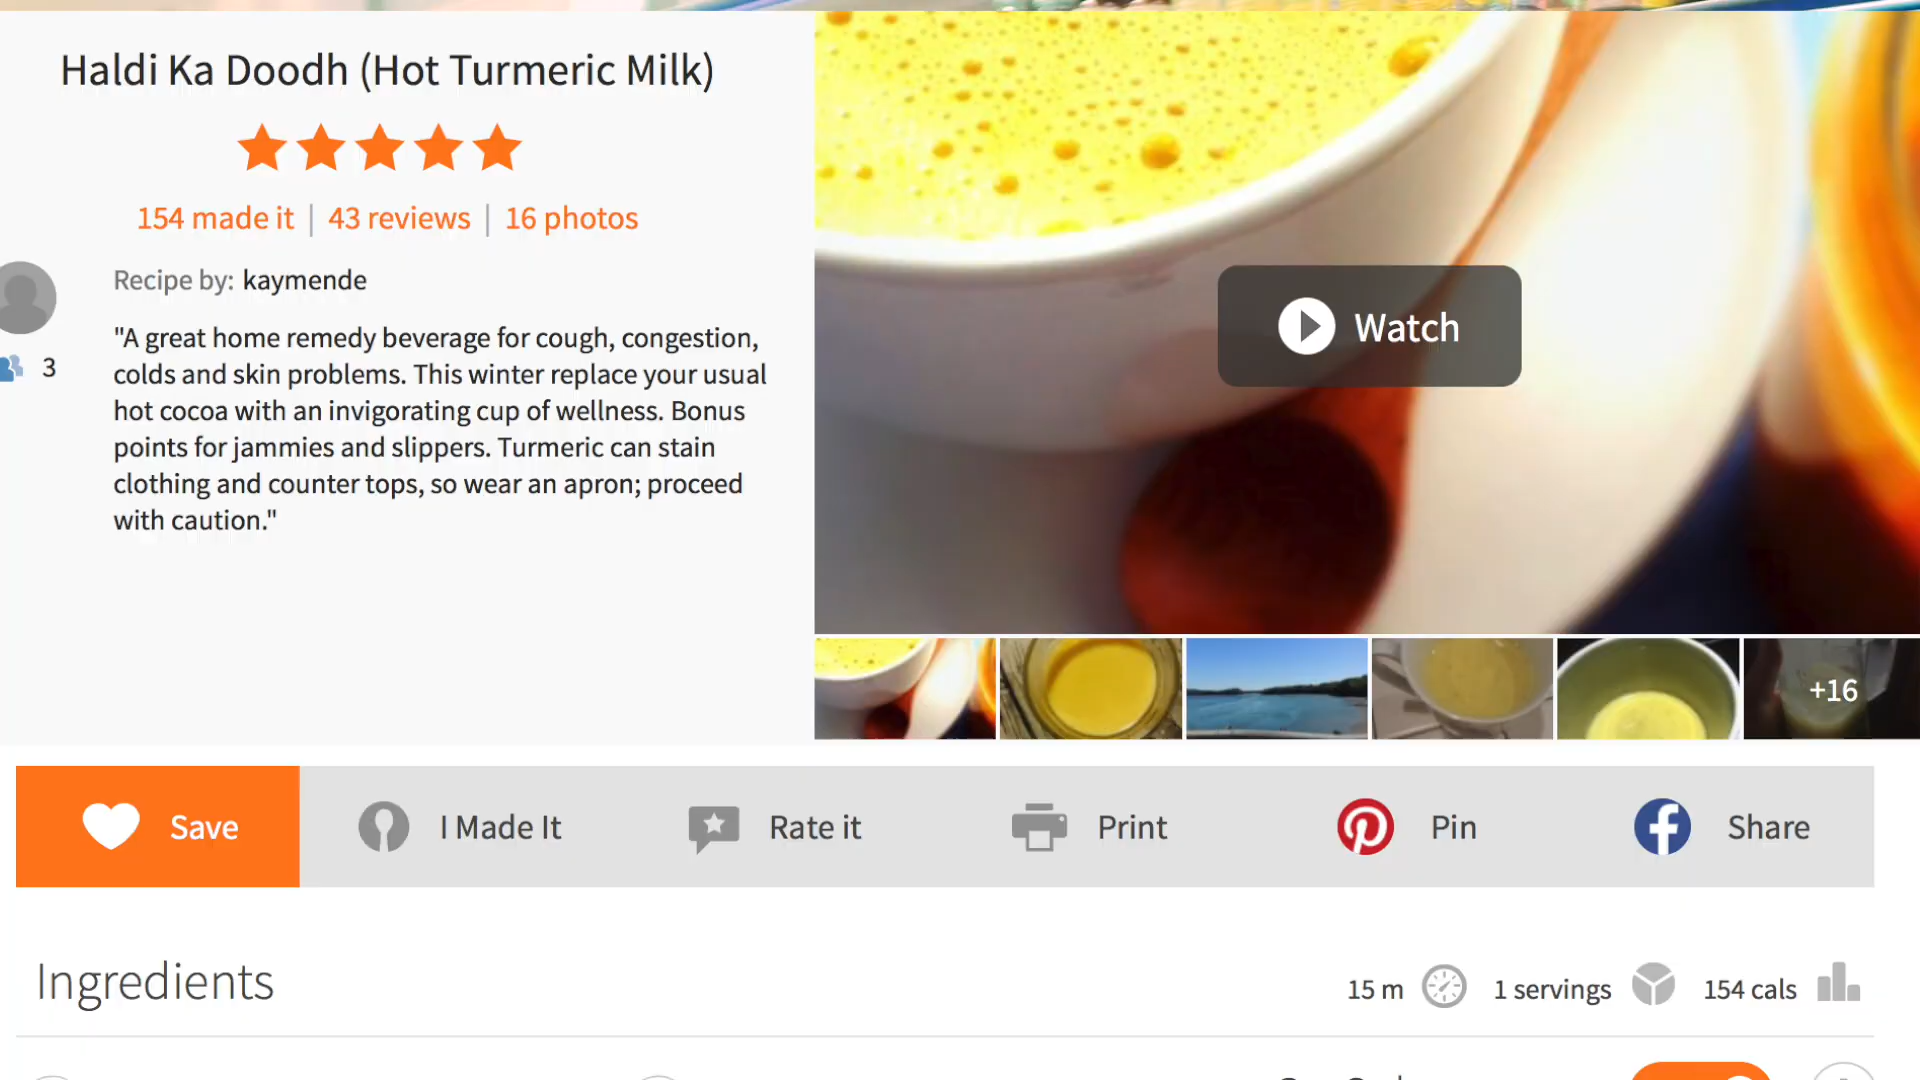 Haldi Ka Doodh (Hot Turmeric Milk)
154 made it | 43 reviews | 16 photos
Recipe by: kaymende
3
"A great home remedy beverage for cough, congestion,
colds and skin problems. This winter replace your usual
hot cocoa with an invigorating cup of wellness. Bonus
points for jammies and slippers. Turmeric can stain
clothing and counter tops, so wear an apron; proceed
with caution."
Watch
+16
Save
I Made It
Rate it
Print
Pin
Share
Ingredients
15 m
1 servings
154 cals